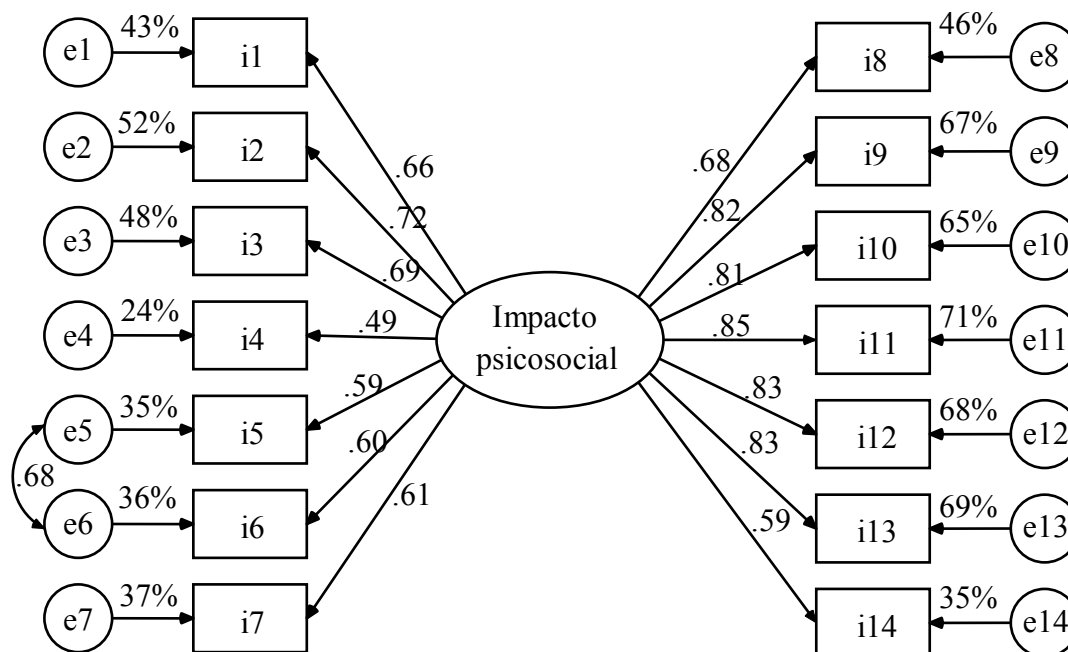 e1 43% i1
e2 52% i2
e3 48% i3
e4 24% i4
e5 35% i5
e6 36% i6
e7 37% i7
.68
.66
.72
.69
.49
.59
.60
.61
Impacto
psicosocial
.68
.82
.81
.85
.83
.83
.59
i8 46% e8
i9 67% e9
i10 65% e10
i11 71% e11
i12 68% e12
i13 69% e13
i14 35% e14